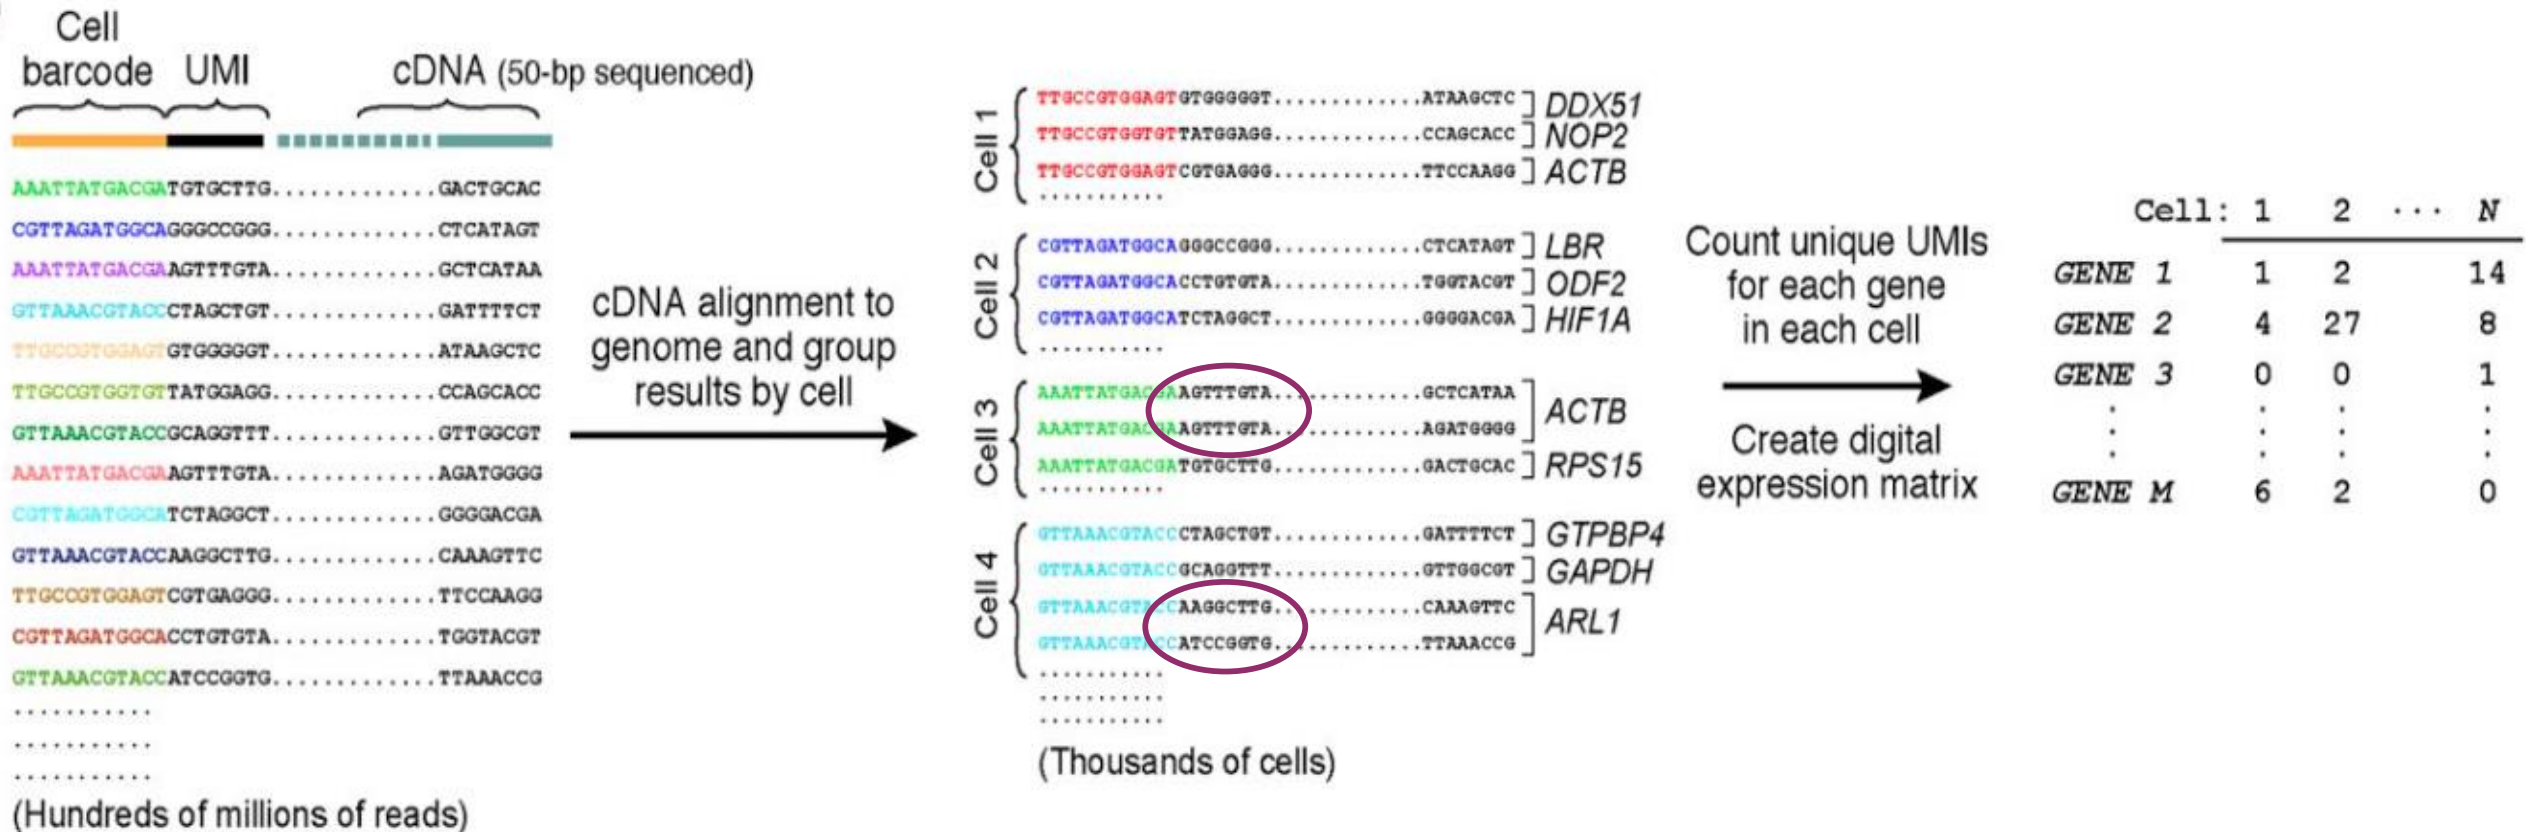 Cell
barcode UMI cDNA (50-bp sequenced)
AAATTATGACGATGTGCTTG.............GACTGCAC
CGTTAGATGGCAGGGCCGGG.............CTCATAGT
AAATTATGACGAAGTTTGTA.............GCTCATAA
GTTAAACGTACCCTAGCTGT.............GATTTTCT
TTGCCGTGGAGTGTGGGGGT.............ATAAGCTC
TTGCCGTGGTGTTATGGAGG.............CCAGCACC
GTTAAACGTACCGCAGGTTT.............GTTGGCGT
AAATTATGACGAAGTTTGTA.............AGATGGGG
CGTTAGATGGCATCTAGGCT.............GGGGACGA
GTTAAACGTACCAAGGCTTG.............CAAAGTTC
TTGCCGTGGAGTCGTGAGGG.............TTCCAAGG
CGTTAGATGGCACCTGTGTA.............TGGTACGT
GTTAAACGTACCATCCGGTG.............TTAAACCG
...........
...........
...........
(Hundreds of millions of reads)
cDNA alignment to
genome and group
results by cell
Cell 1
TTGCCGTGGAGTGTGGGGGT.............ATAAGCTC DDX51
TTGCCGTGGTGTTATGGAGG.............CCAGCACC NOP2
TTGCCGTGGAGTCGTGAGGG.............TTCCAAGG ACTB
...........
Cell 2
CGTTAGATGGCAGGGCCGGG.............CTCATAGT LBR
CGTTAGATGGCACCTGTGTA.............TGGTACGT ODF2
CGTTAGATGGCATCTAGGCT.............GGGGACGA HIF1A
...........
Cell 3
AAATTATGACGAAGTTTGTA.............GCTCATAA
ACTB
AAATTATGACGAAGTTTGTA.............AGATGGGG
AAATTATGACGATGTGCTTG.............GACTGCAC RPS15
...........
Cell 4
GTTAAACGTACCCTAGCTGT.............GATTTTCT GTPBP4
GTTAAACGTACCGCAGGTTT.............GTTGGCGT GAPDH
GTTAAACGTACCAAGGCTTG.............CAAAGTTC
ARL1
GTTAAACGTACCATCCGGTG.............TTAAACCG
...........
...........
...........
(Thousands of cells)
Count unique UMIs
for each gene
in each cell
Create digital
expression matrix
Cell: 1 2 ··· N
GENE 1 1 2 14
GENE 2 4 27 8
GENE 3 0 0 1
GENE M 6 2 0